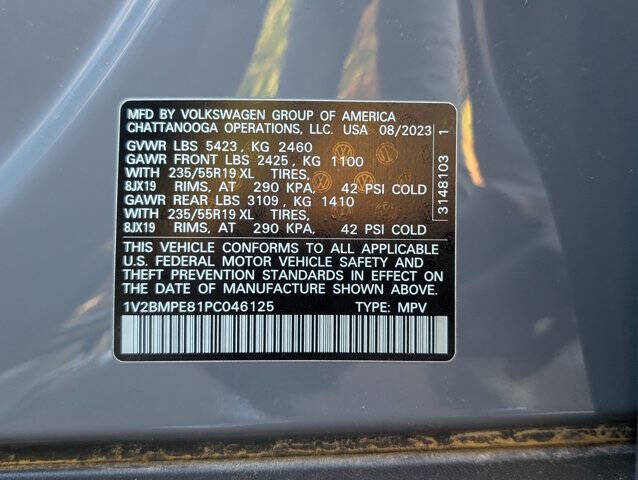 MFD BY VOLKSWAGEN GROUP OF AMERICA
CHATTANOOGA OPERATIONS, LLC. USA 08/2023
GVWR LBS 5423, KG 2460
GAWR FRONT LBS 2425, KG 1100
WITH 235/55R19 XL TIRES,
8JX19 RIMS, AT 290 KPA, 42 PSI COLD
GAWR REAR LBS 3109, KG 1410
WITH 235/55R19 XL TIRES,
8JX19 RIMS, AT 290 KPA, 42 PSI COLD
THIS VEHICLE CONFORMS TO ALL APPLICABLE
U.S. FEDERAL MOTOR VEHICLE SAFETY AND
THEFT PREVENTION STANDARDS IN EFFECT ON
THE DATE OF MANUFACTURE SHOWN ABOVE.
1V2BMPE81PC046125 TYPE: MPV
3148103 1